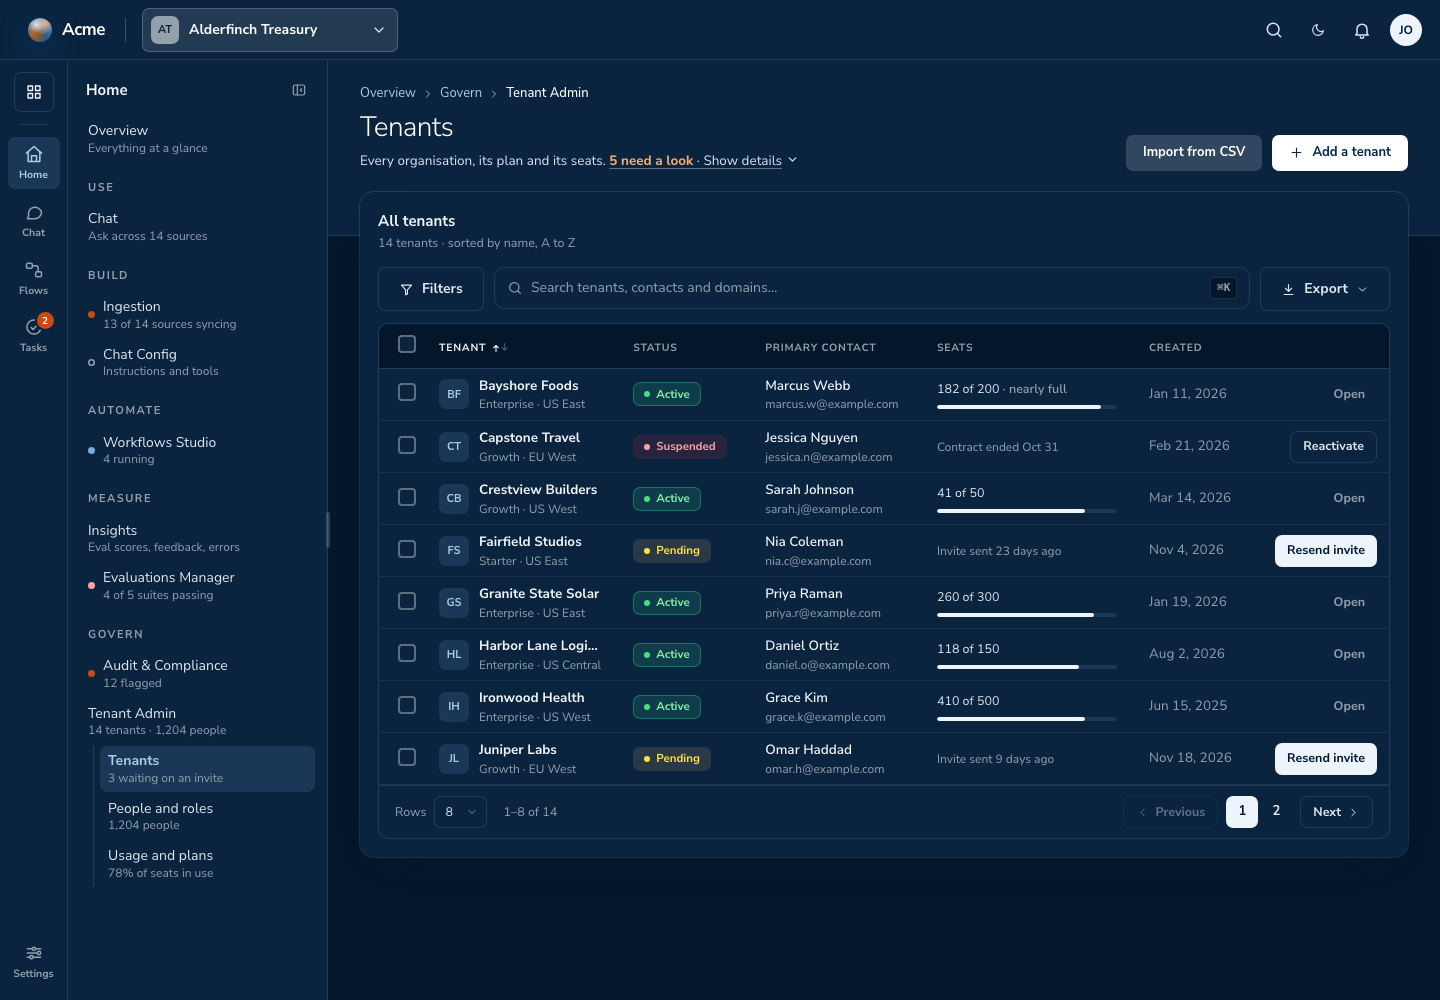 Acme
AT Alderfinch Treasury
JO
Home
Chat
Flows
2
Tasks
Settings
Home
Overview
Everything at a glance
USE
Chat
Ask across 14 sources
BUILD
Ingestion
13 of 14 sources syncing
Chat Config
Instructions and tools
AUTOMATE
Workflows Studio
4 running
MEASURE
Insights
Eval scores, feedback, errors
Evaluations Manager
4 of 5 suites passing
GOVERN
Audit & Compliance
12 flagged
Tenant Admin
14 tenants · 1,204 people
Tenants
3 waiting on an invite
People and roles
1,204 people
Usage and plans
78% of seats in use
Overview > Govern > Tenant Admin
Tenants
Every organisation, its plan and its seats. 5 need a look · Show details
Import from CSV
+ Add a tenant
All tenants
14 tenants · sorted by name, A to Z
Filters
Search tenants, contacts and domains...
⌘K
Export
TENANT STATUS PRIMARY CONTACT SEATS CREATED
BF Bayshore Foods Active Marcus Webb 182 of 200 · nearly full Jan 11, 2026 Open
Enterprise · US East marcus.w@example.com
CT Capstone Travel Suspended Jessica Nguyen Contract ended Oct 31 Feb 21, 2026 Reactivate
Growth · EU West jessica.n@example.com
CB Crestview Builders Active Sarah Johnson 41 of 50 Mar 14, 2026 Open
Growth · US West sarah.j@example.com
FS Fairfield Studios Pending Nia Coleman Invite sent 23 days ago Nov 4, 2026 Resend invite
Starter · US East nia.c@example.com
GS Granite State Solar Active Priya Raman 260 of 300 Jan 19, 2026 Open
Enterprise · US East priya.r@example.com
HL Harbor Lane Logi... Active Daniel Ortiz 118 of 150 Aug 2, 2026 Open
Enterprise · US Central daniel.o@example.com
IH Ironwood Health Active Grace Kim 410 of 500 Jun 15, 2025 Open
Enterprise · US West grace.k@example.com
JL Juniper Labs Pending Omar Haddad Invite sent 9 days ago Nov 18, 2026 Resend invite
Growth · EU West omar.h@example.com
Rows 8 1–8 of 14 Previous 1 2 Next